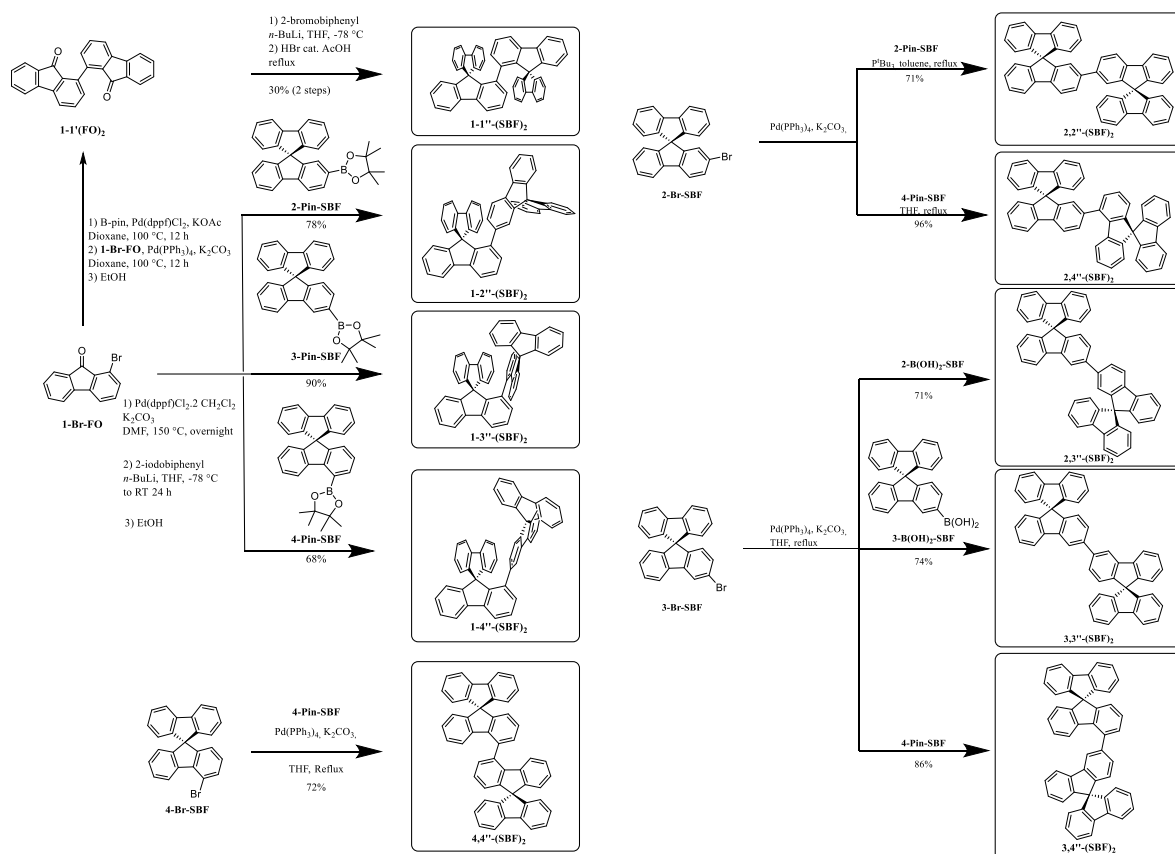 1) 2-bromobiphenyl
n-BuLi, THF, -78 °C
2) HBr cat. AcOH
reflux
30% (2 steps)
O
O
1-1'(FO)2
1-1''-(SBF)2
B
O
O
2-Pin-SBF
78%
1-2''-(SBF)2
1) B-pin, Pd(dppf)Cl2, KOAc
Dioxane, 100 °C, 12 h
2) 1-Br-FO, Pd(PPh3)4, K2CO3
Dioxane, 100 °C, 12 h
3) EtOH
B
O
O
3-Pin-SBF
90%
1-3''-(SBF)2
O
Br
1-Br-FO
1) Pd(dppf)Cl2.2 CH2Cl2
K2CO3
DMF, 150 °C, overnight
2) 2-iodobiphenyl
n-BuLi, THF, -78 °C
to RT 24 h
3) EtOH
B
O
O
4-Pin-SBF
68%
1-4''-(SBF)2
Br
4-Br-SBF
4-Pin-SBF
Pd(PPh3)4, K2CO3,
THF, Reflux
72%
4,4''-(SBF)2
Br
2-Br-SBF
Pd(PPh3)4, K2CO3,
2-Pin-SBF
PtBu3 toluene, reflux
71%
2,2''-(SBF)2
4-Pin-SBF
THF, reflux
96%
2,4''-(SBF)2
2-B(OH)2-SBF
71%
2,3''-(SBF)2
Br
3-Br-SBF
Pd(PPh3)4, K2CO3,
THF, reflux
B(OH)2
3-B(OH)2-SBF
74%
3,3''-(SBF)2
4-Pin-SBF
86%
3,4''-(SBF)2